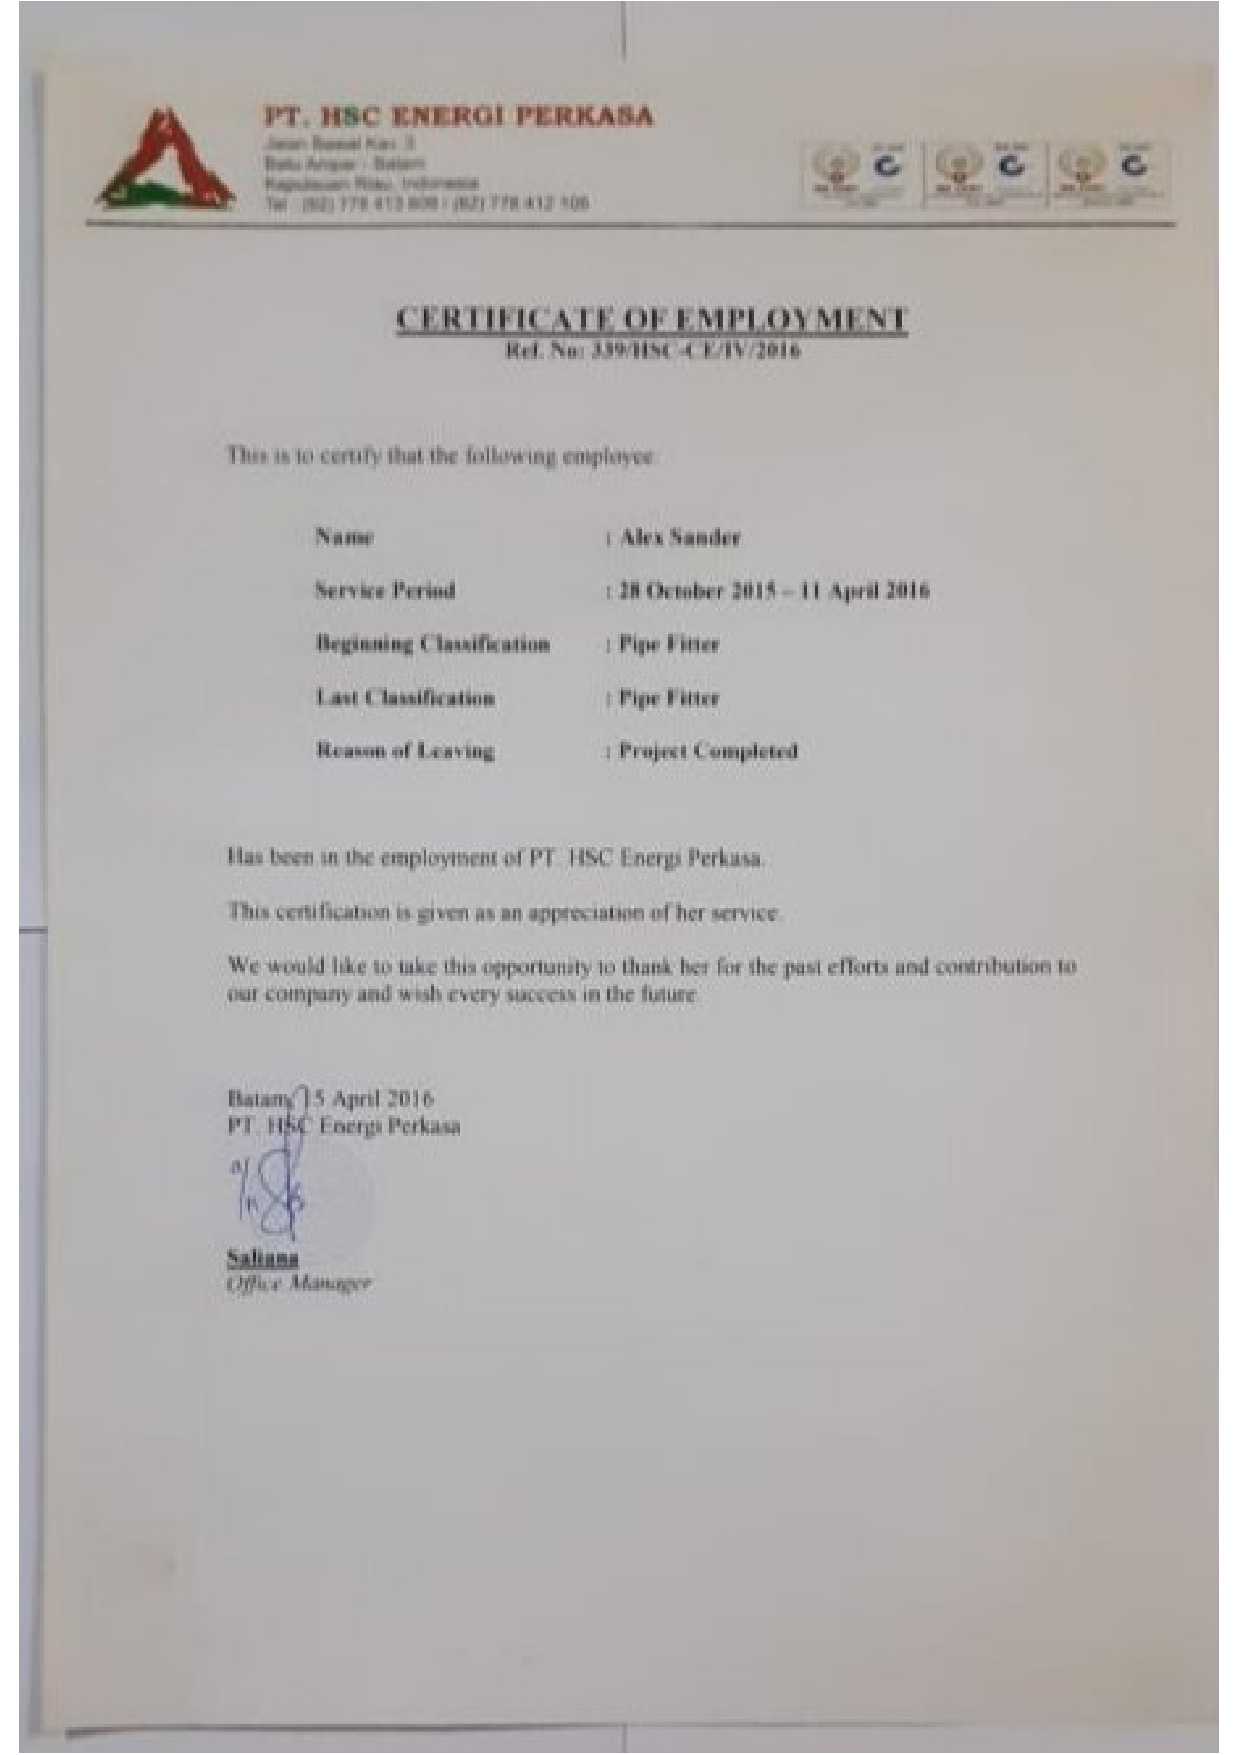 PT. HSC ENERGI PERKASA
Batu Ampar - Batam
Kepulauan Riau, Indonesia
Tel : (62) 778 413 / (62) 778 412
CERTIFICATE OF EMPLOYMENT
Ref. No: 339/HSC-CE/IV/2016
This is to certify that the following employee:
Name : Alex Sander
Service Period : 28 October 2015 – 11 April 2016
Beginning Classification : Pipe Fitter
Last Classification : Pipe Fitter
Reason of Leaving : Project Completed
Has been in the employment of PT. HSC Energi Perkasa.
This certification is given as an appreciation of her service.
We would like to take this opportunity to thank her for the past efforts and contribution to
our company and wish every success in the future.
Batam, 15 April 2016
PT. HSC Energi Perkasa
Saliana
Office Manager